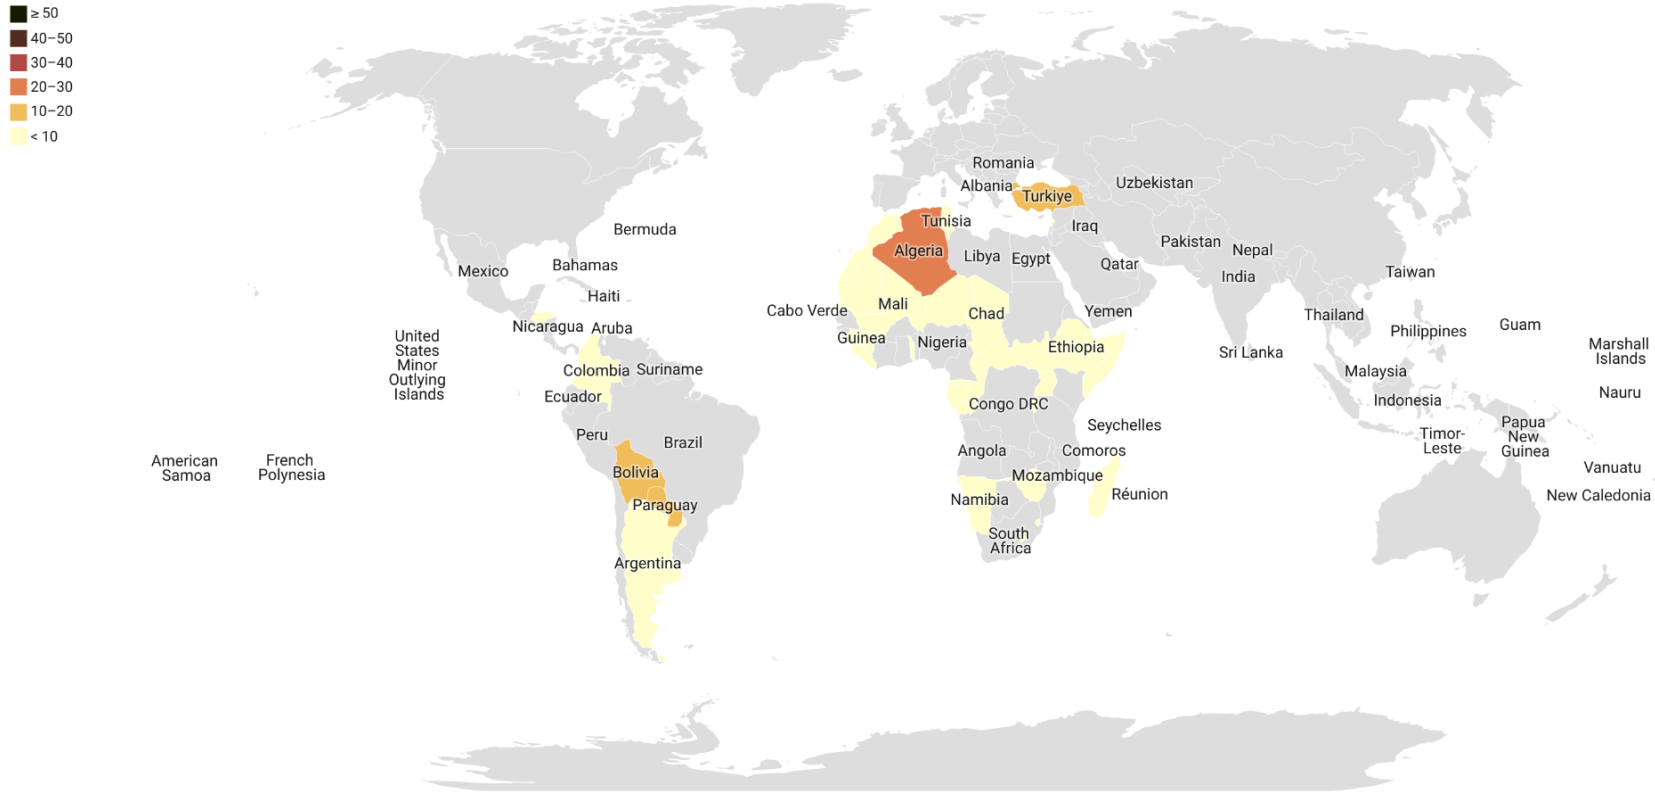 ≥ 50
40–50
30–40
20–30
10–20
< 10
Romania
Albania
Turkiye
Uzbekistan
Tunisia
Iraq
Bermuda
Algeria
Libya
Egypt
Pakistan
Nepal
Mexico
Bahamas
Qatar
India
Taiwan
Haiti
Cabo Verde
Mali
Chad
Yemen
Thailand
Nicaragua
Aruba
Guinea
Nigeria
Ethiopia
Philippines
Guam
United
States
Minor
Outlying
Islands
Sri Lanka
Marshall
Islands
Colombia
Suriname
Malaysia
Ecuador
Congo DRC
Indonesia
Nauru
Peru
Brazil
Seychelles
Timor-
Leste
Papua
New
Guinea
American
Samoa
French
Polynesia
Bolivia
Angola
Comoros
Vanuatu
Paraguay
Namibia
Mozambique
Réunion
New Caledonia
South
Africa
Argentina